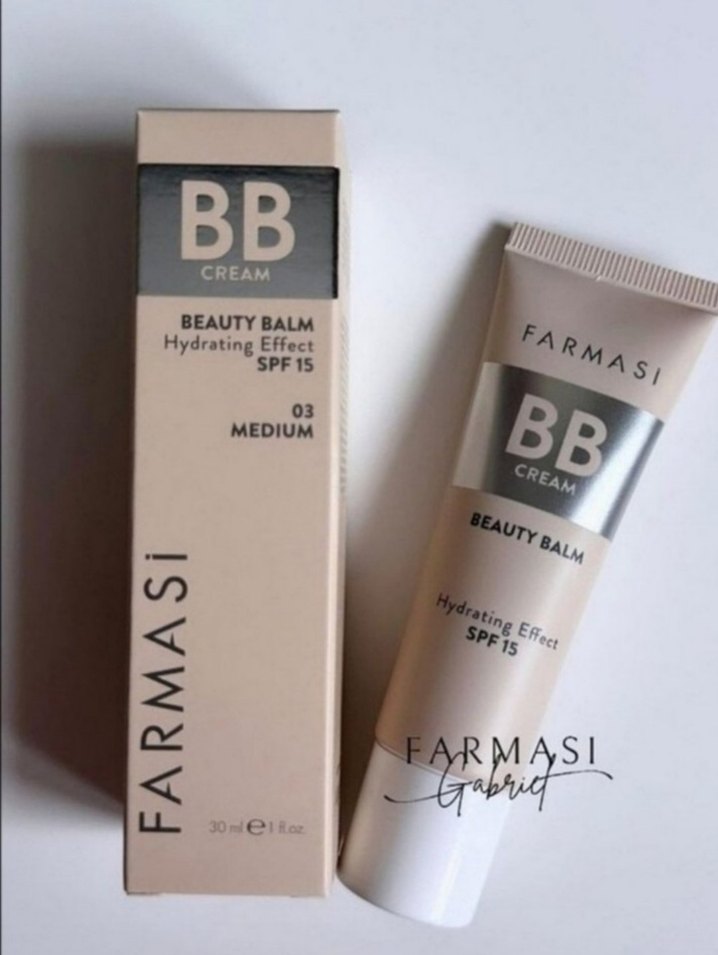 BB
CREAM
BEAUTY BALM
Hydrating Effect
SPF 15
03
MEDIUM
FARMASi
30 ml e 1 fl.oz.
FARMASI
BB
CREAM
BEAUTY BALM
Hydrating Effect
SPF 15
FARMASI
Gabriet